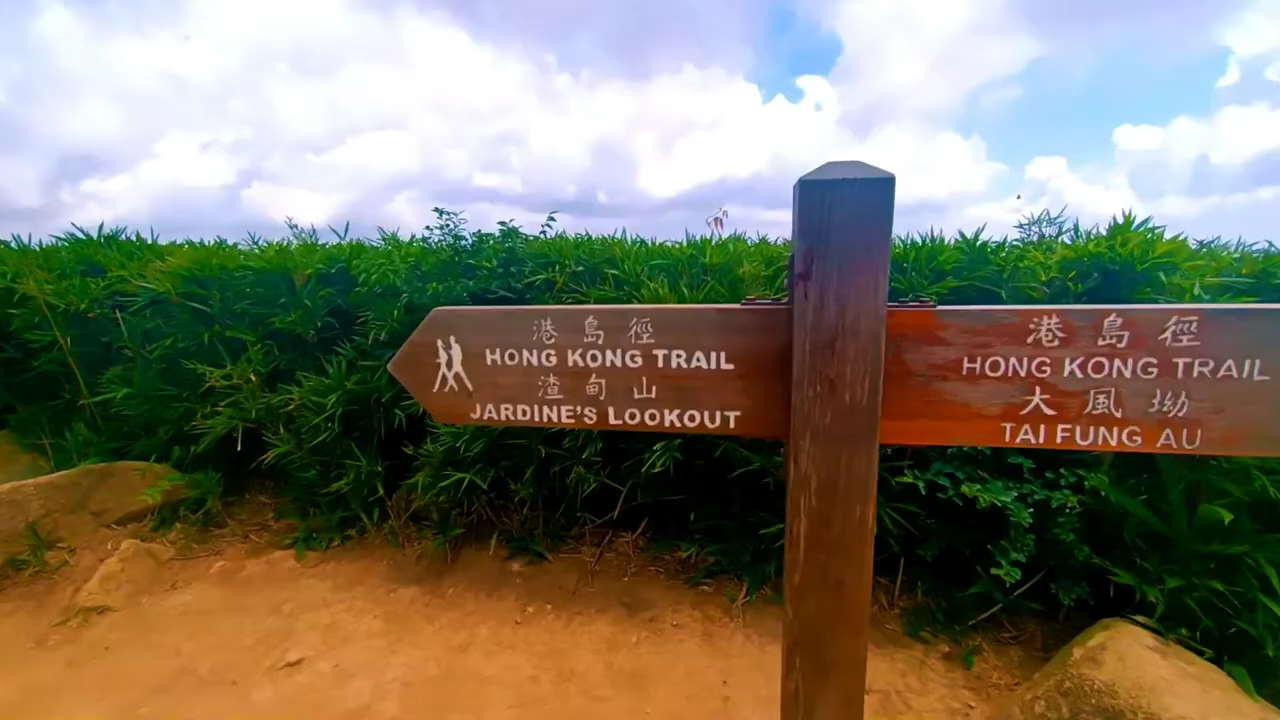 港島徑
HONG KONG TRAIL
渣甸山
JARDINE'S LOOKOUT
港島徑
HONG KONG TRAIL
大風坳
TAI FUNG AU